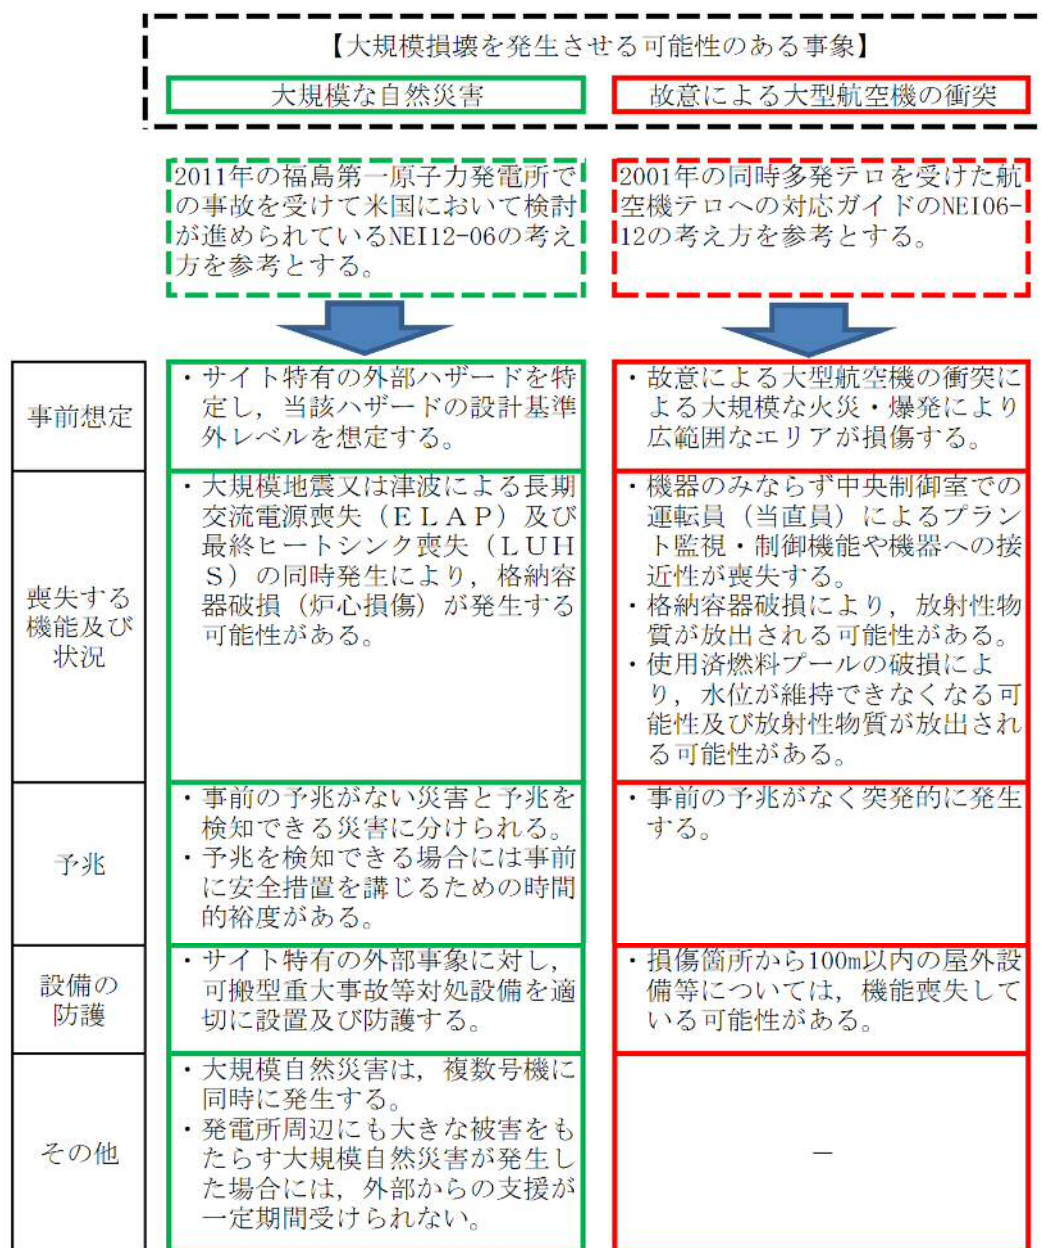 【大規模損壊を発生させる可能性のある事象】
大規模な自然災害
故意による大型航空機の衝突
2011年の福島第一原子力発電所で
の事故を受けて米国において検討
が進められているNEI12-06の考え
方を参考とする。
2001年の同時多発テロを受けた航
空機テロへの対応ガイドのNEI06-
12の考え方を参考とする。
事前想定
・サイト特有の外部ハザードを特
定し，当該ハザードの設計基準
外レベルを想定する。
・故意による大型航空機の衝突に
よる大規模な火災・爆発により
広範囲なエリアが損傷する。
喪失する
機能及び
状況
・大規模地震又は津波による長期
交流電源喪失（ＥＬＡＰ）及び
最終ヒートシンク喪失（ＬＵＨ
Ｓ）の同時発生により，格納容
器破損（炉心損傷）が発生する
可能性がある。
・機器のみならず中央制御室での
運転員（当直員）によるプラン
ト監視・制御機能や機器への接
近性が喪失する。
・格納容器破損により，放射性物
質が放出される可能性がある。
・使用済燃料プールの破損によ
り，水位が維持できなくなる可
能性及び放射性物質が放出され
る可能性がある。
予兆
・事前の予兆がない災害と予兆を
検知できる災害に分けられる。
・予兆を検知できる場合には事前
に安全措置を講じるための時間
的裕度がある。
・事前の予兆がなく突発的に発生
する。
設備の
防護
・サイト特有の外部事象に対し，
可搬型重大事故等対処設備を適
切に設置及び防護する。
・損傷箇所から100m以内の屋外設
備等については，機能喪失して
いる可能性がある。
その他
・大規模自然災害は，複数号機に
同時に発生する。
・発電所周辺にも大きな被害をも
たらす大規模自然災害が発生し
た場合には，外部からの支援が
一定期間受けられない。
－